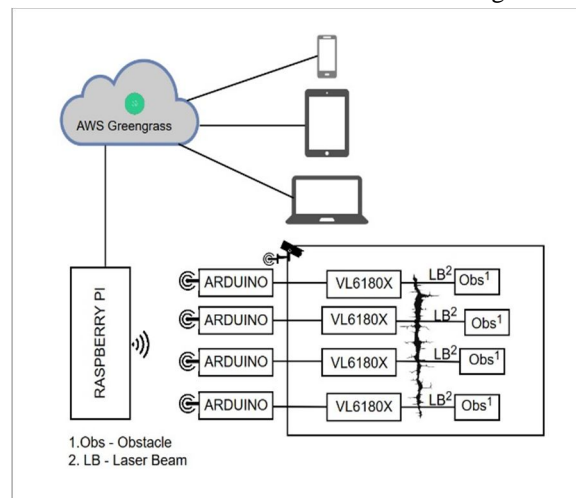 AWS Greengrass
RASPBERRY PI
ARDUINO VL6180X LB² Obs¹
ARDUINO VL6180X LB² Obs¹
ARDUINO VL6180X LB² Obs¹
ARDUINO VL6180X LB² Obs¹
1.Obs - Obstacle
2. LB - Laser Beam